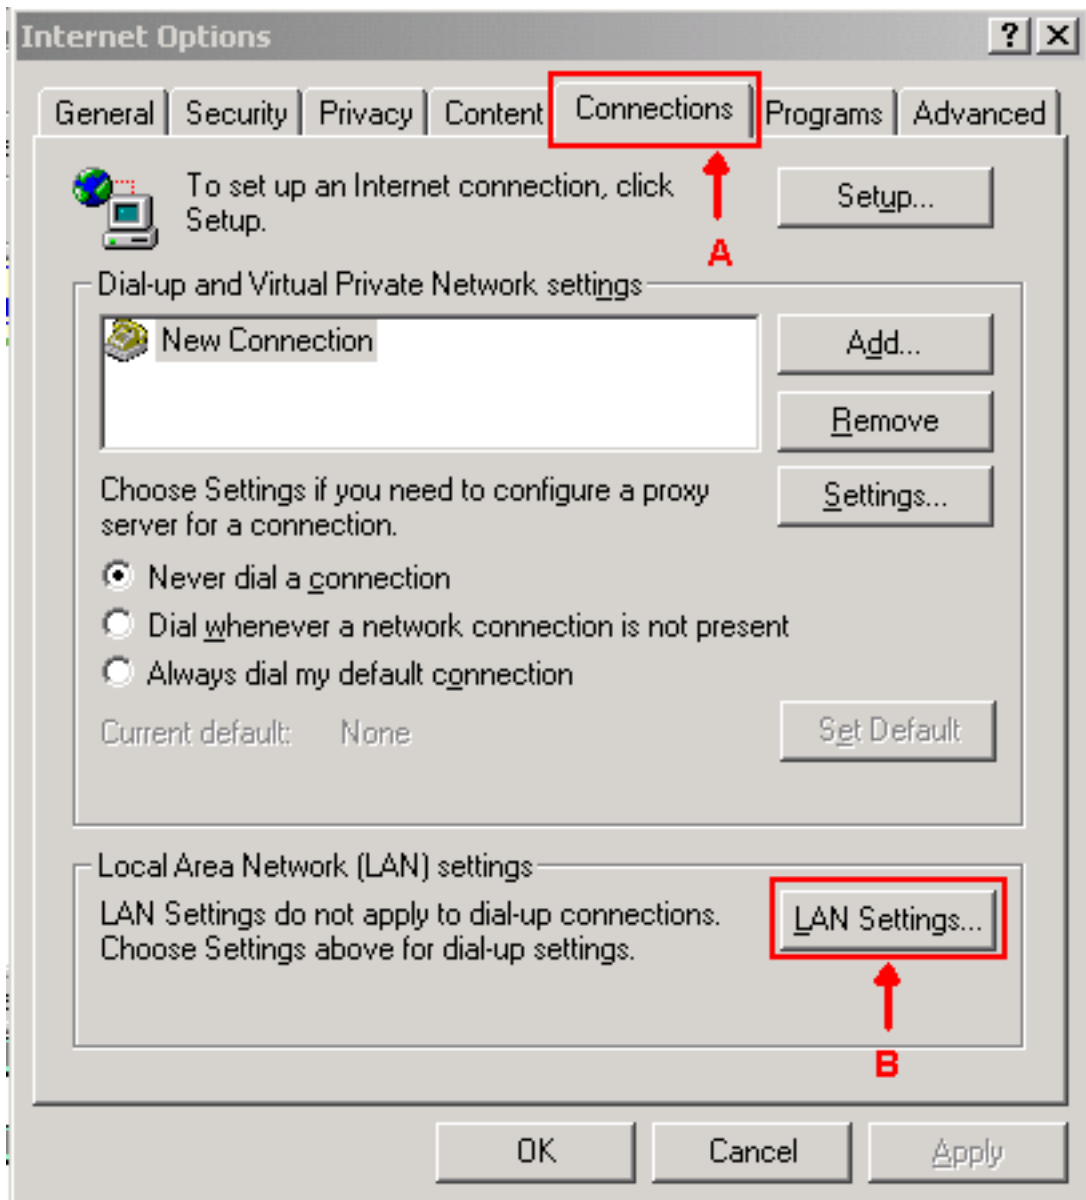 Internet Options
General Security Privacy Content Connections Programs Advanced
To set up an Internet connection, click
Setup.
Setup...
A
Dial-up and Virtual Private Network settings
New Connection
Add...
Remove
Choose Settings if you need to configure a proxy
server for a connection.
Settings...
Never dial a connection
Dial whenever a network connection is not present
Always dial my default connection
Current default: None
Set Default
Local Area Network (LAN) settings
LAN Settings do not apply to dial-up connections.
Choose Settings above for dial-up settings.
LAN Settings...
B
OK Cancel Apply